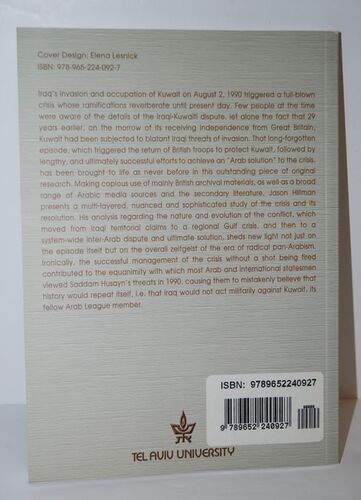 Cover Design: Elena Lesnick
ISBN: 978-965-224-092-7
Iraq's invasion and occupation of Kuwait on August 2, 1990 triggered a full-blown
crisis whose ramifications reverberate until present day. Few people at the time
were aware of the details of the Iraqi-Kuwaiti dispute, let alone the fact that 29
years earlier, on the morrow of its receiving independence from Great Britain,
Kuwait had been subjected to blatant Iraqi threats of invasion. That long-forgotten
episode, which triggered the return of British troops to protect Kuwait, followed by
lengthy, and ultimately successful efforts to achieve an "Arab solution" to the crisis,
has been brought to life as never before in this outstanding piece of original
research. Making copious use of mainly British archival materials, as well as a broad
range of Arabic media sources and the secondary literature, Jason Hillman
presents a multi-layered, nuanced and sophisticated study of the crisis and its
resolution. His analysis regarding the nature and evolution of the conflict, which
moved from Iraqi territorial claims to a regional Gulf crisis, and then to a
system-wide inter-Arab dispute and ultimate solution, sheds new light not just on
the episode itself but on the overall zeitgeist of the era of radical pan-Arabism.
Ironically, the successful management of the crisis without a shot being fired
contributed to the equanimity with which most Arab and international statesmen
viewed Saddam Husayn's threats in 1990, causing them to mistakenly believe that
history would repeat itself, i.e. that Iraq would not act militarily against Kuwait, its
fellow Arab League member.
ISBN: 9789652240927
9 789652 240927
TEL AVIV UNIVERSITY